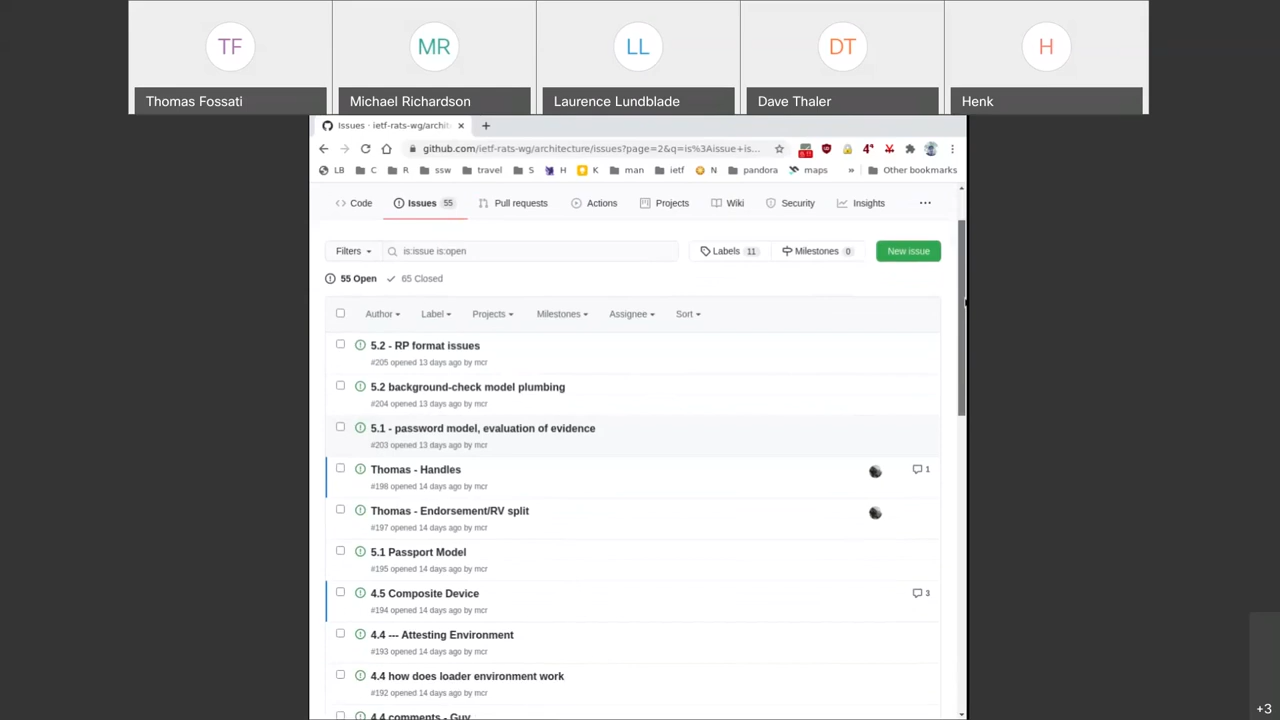 TF
MR
LL
DT
H
Thomas Fossati
Michael Richardson
Laurence Lundblade
Dave Thaler
Henk
Issues · ietf-rats-wg/archit
github.com/ietf-rats-wg/architecture/issues?page=2&q=is%3Aissue+is...
LB C R ssw travel S H K man ietf N pandora maps » Other bookmarks
Code Issues 55 Pull requests Actions Projects Wiki Security Insights ...
Filters is:issue is:open Labels 11 Milestones 0 New issue
55 Open 65 Closed
Author Label Projects Milestones Assignee Sort
5.2 - RP format issues
#205 opened 13 days ago by mcr
5.2 background-check model plumbing
#204 opened 13 days ago by mcr
5.1 - password model, evaluation of evidence
#203 opened 13 days ago by mcr
Thomas - Handles 1
#198 opened 14 days ago by mcr
Thomas - Endorsement/RV split
#197 opened 14 days ago by mcr
5.1 Passport Model
#195 opened 14 days ago by mcr
4.5 Composite Device 3
#194 opened 14 days ago by mcr
4.4 --- Attesting Environment
#193 opened 14 days ago by mcr
4.4 how does loader environment work
#192 opened 14 days ago by mcr
4.4 comments - Guy
+3